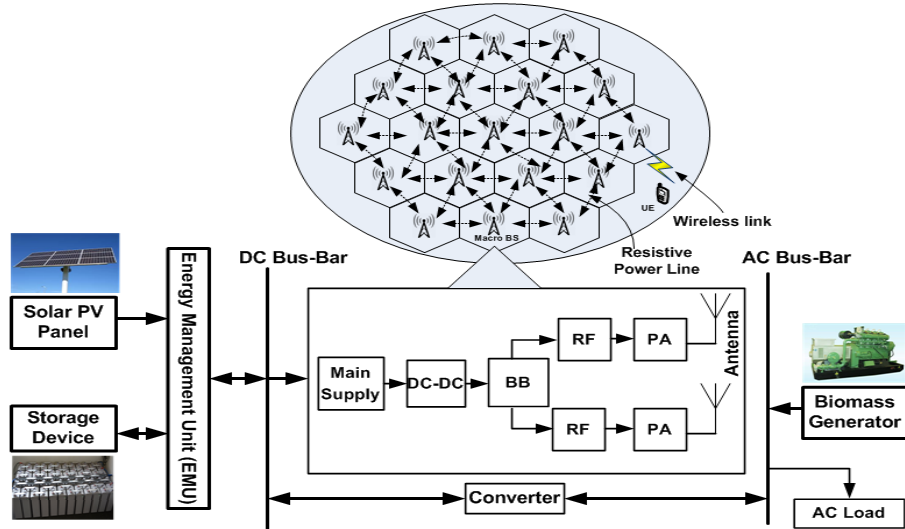 Macro BS
UE
Wireless link
Resistive
Power Line
DC Bus-Bar
AC Bus-Bar
Solar PV
Panel
Storage
Device
Energy Management Unit (EMU)
Main
Supply
DC-DC
BB
RF
PA
RF
PA
Antenna
Biomass
Generator
Converter
AC Load